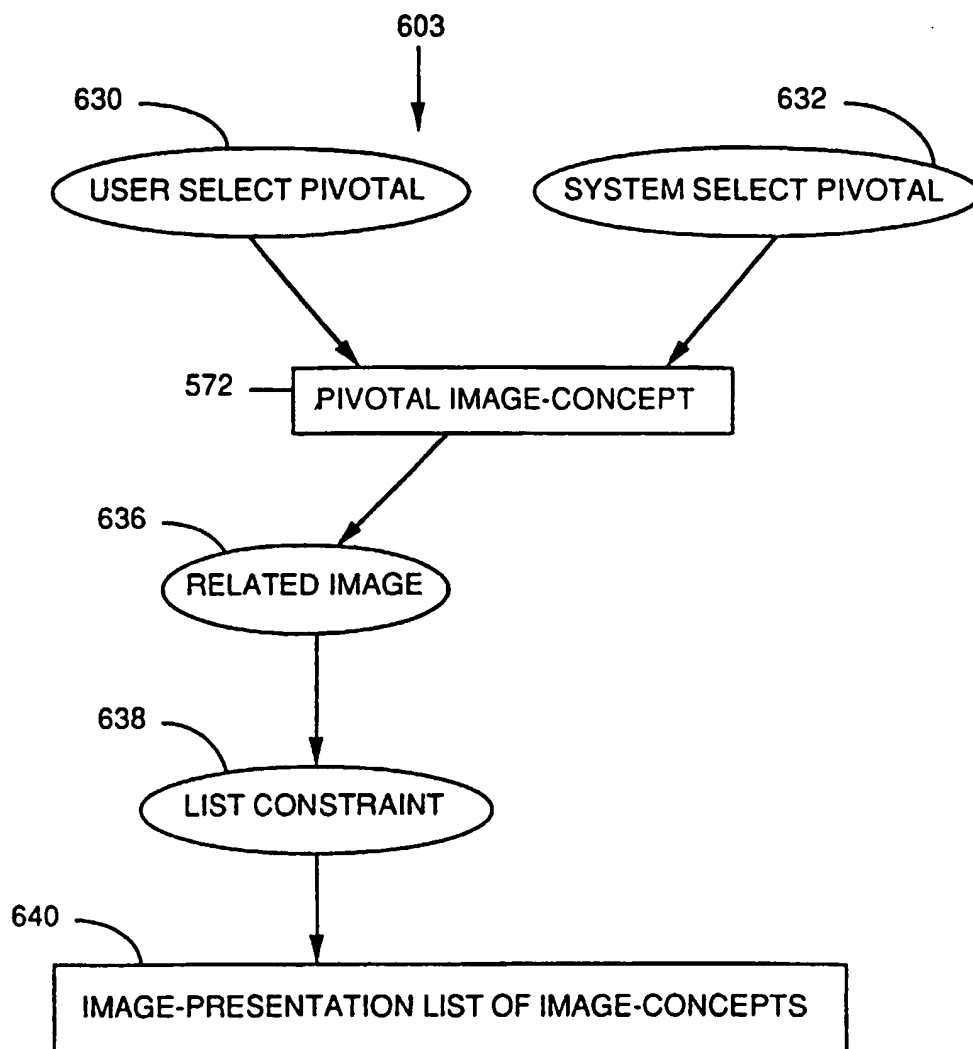 603
630
632
USER SELECT PIVOTAL
SYSTEM SELECT PIVOTAL
572
PIVOTAL IMAGE-CONCEPT
636
RELATED IMAGE
638
LIST CONSTRAINT
640
IMAGE-PRESENTATION LIST OF IMAGE-CONCEPTS